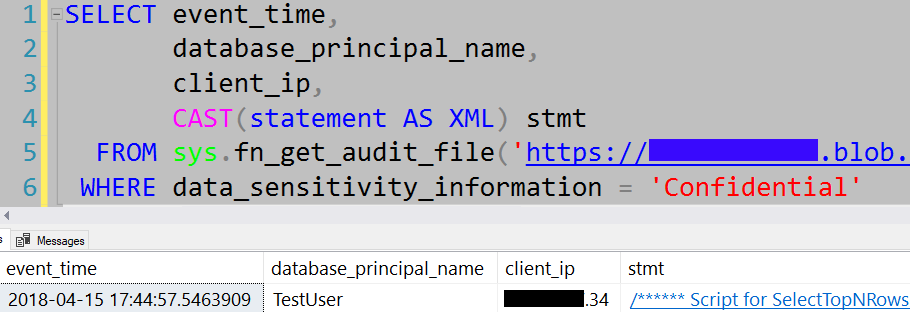 1 SELECT event_time,
2 database_principal_name,
3 client_ip,
4 CAST(statement AS XML) stmt
5 FROM sys.fn_get_audit_file('https:// .blob.
6 WHERE data_sensitivity_information = 'Confidential'
s Messages
event_time database_principal_name client_ip stmt
2018-04-15 17:44:57.5463909 TestUser .34 /****** Script for SelectTopNRows